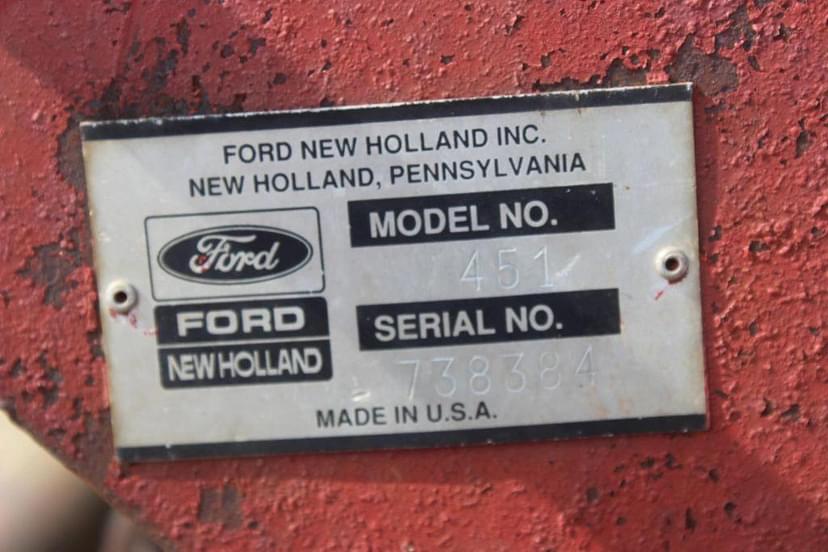 FORD NEW HOLLAND INC.
NEW HOLLAND, PENNSYLVANIA
Ford
FORD
NEW HOLLAND
MODEL NO.
451
SERIAL NO.
738384
MADE IN U.S.A.